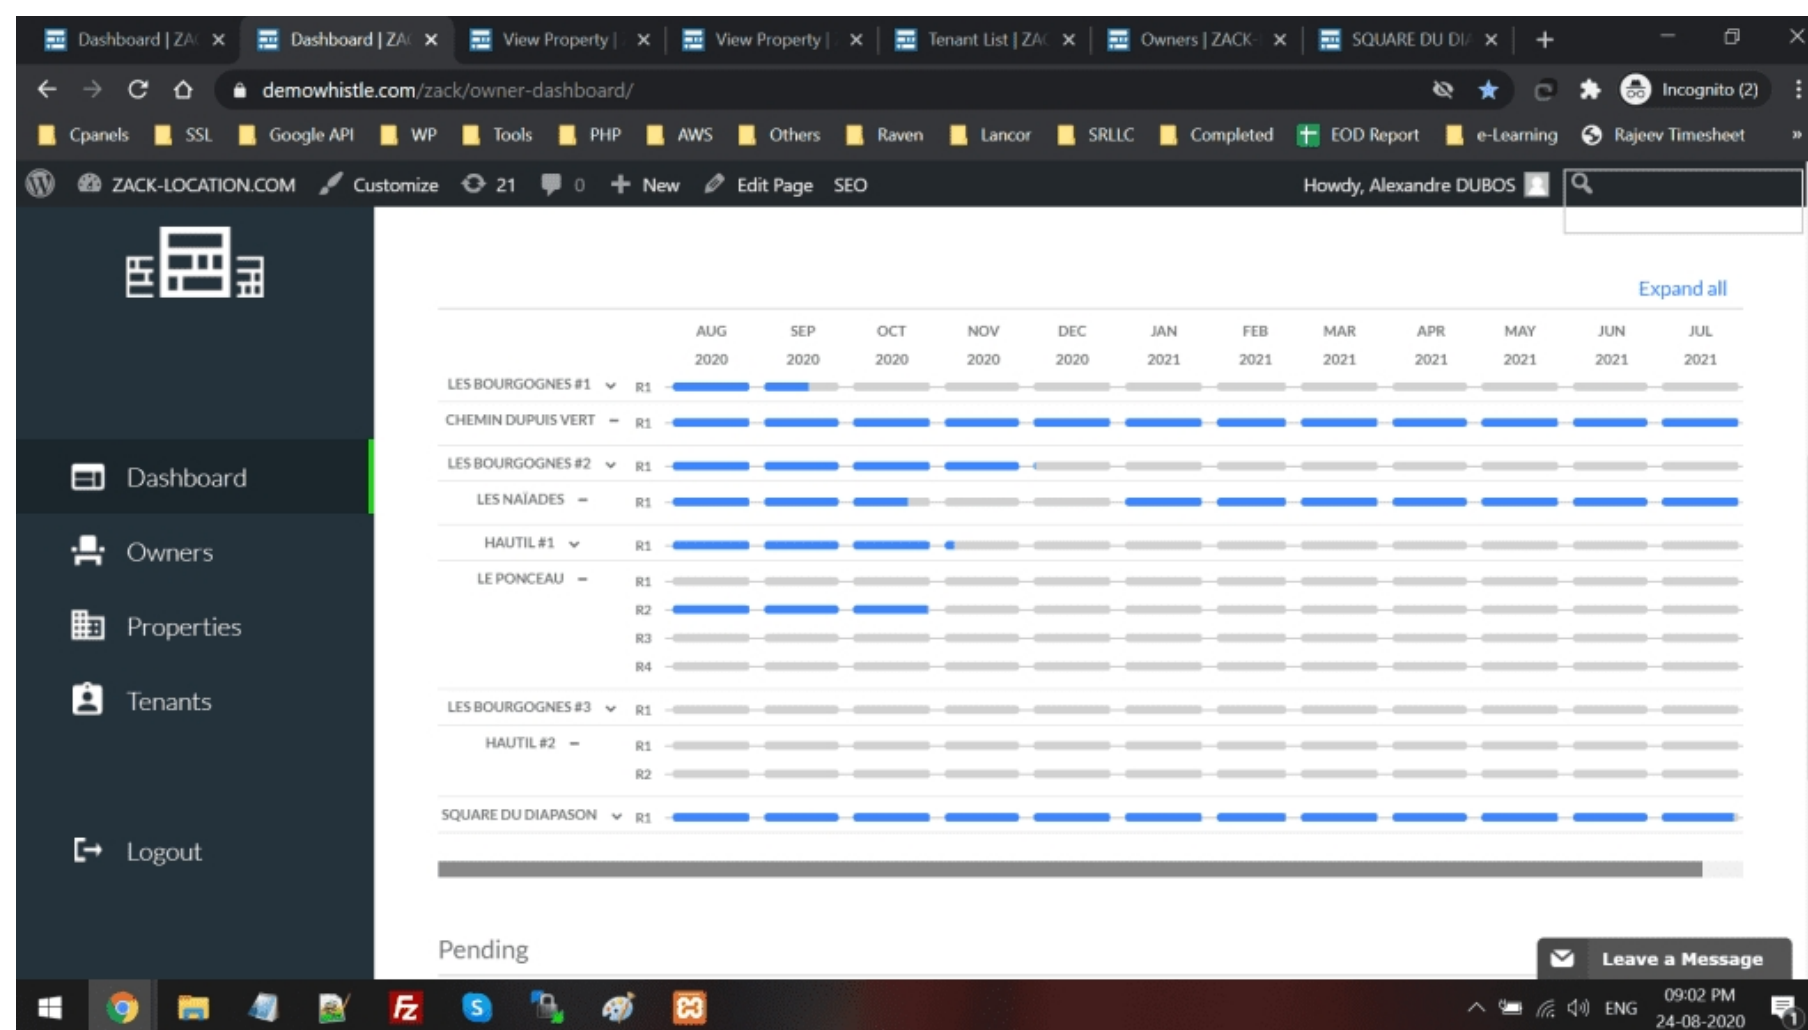 Dashboard | ZA
Dashboard | ZA
View Property |
View Property |
Tenant List | ZA
Owners | ZACK-
SQUARE DU DI
demowhistle.com/zack/owner-dashboard/
Incognito (2)
Cpanels
SSL
Google API
WP
Tools
PHP
AWS
Others
Raven
Lancor
SRLLC
Completed
EOD Report
e-Learning
Rajeev Timesheet
»
ZACK-LOCATION.COM
Customize
21
0
New
Edit Page
SEO
Howdy, Alexandre DUBOS
Expand all
AUG SEP OCT NOV DEC JAN FEB MAR APR MAY JUN JUL
2020 2020 2020 2020 2020 2021 2021 2021 2021 2021 2021 2021
LES BOURGOGNES #1 R1
CHEMIN DUPUIS VERT R1
LES BOURGOGNES #2 R1
LES NAÏADES R1
HAUTIL #1 R1
LE PONCEAU R1
R2
R3
R4
LES BOURGOGNES #3 R1
HAUTIL #2 R1
R2
SQUARE DU DIAPASON R1
Dashboard
Owners
Properties
Tenants
Logout
Pending
Leave a Message
ENG
09:02 PM
24-08-2020
1